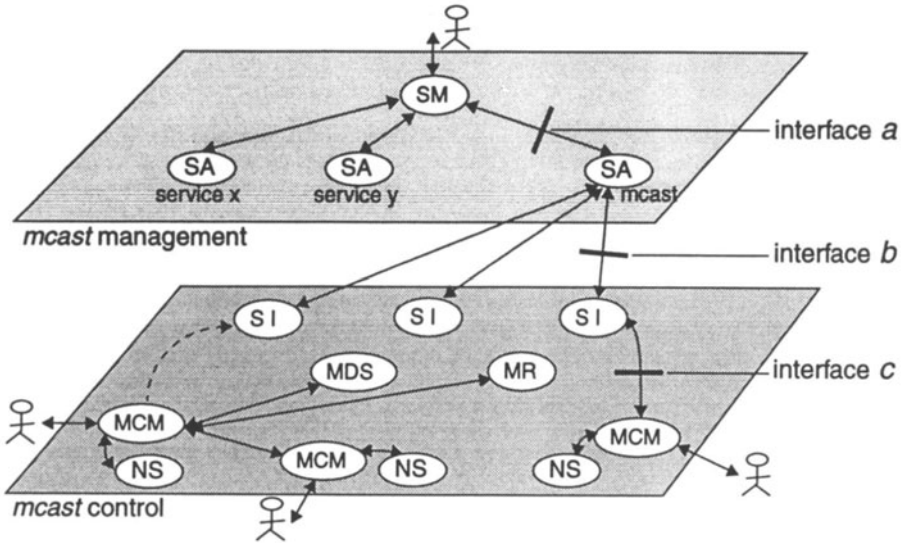 SM
interface a
SA
service x
SA
service y
SA
mcast
mcast management
interface b
S I
S I
S I
MDS
MR
interface c
MCM
MCM
NS
MCM
NS
NS
mcast control